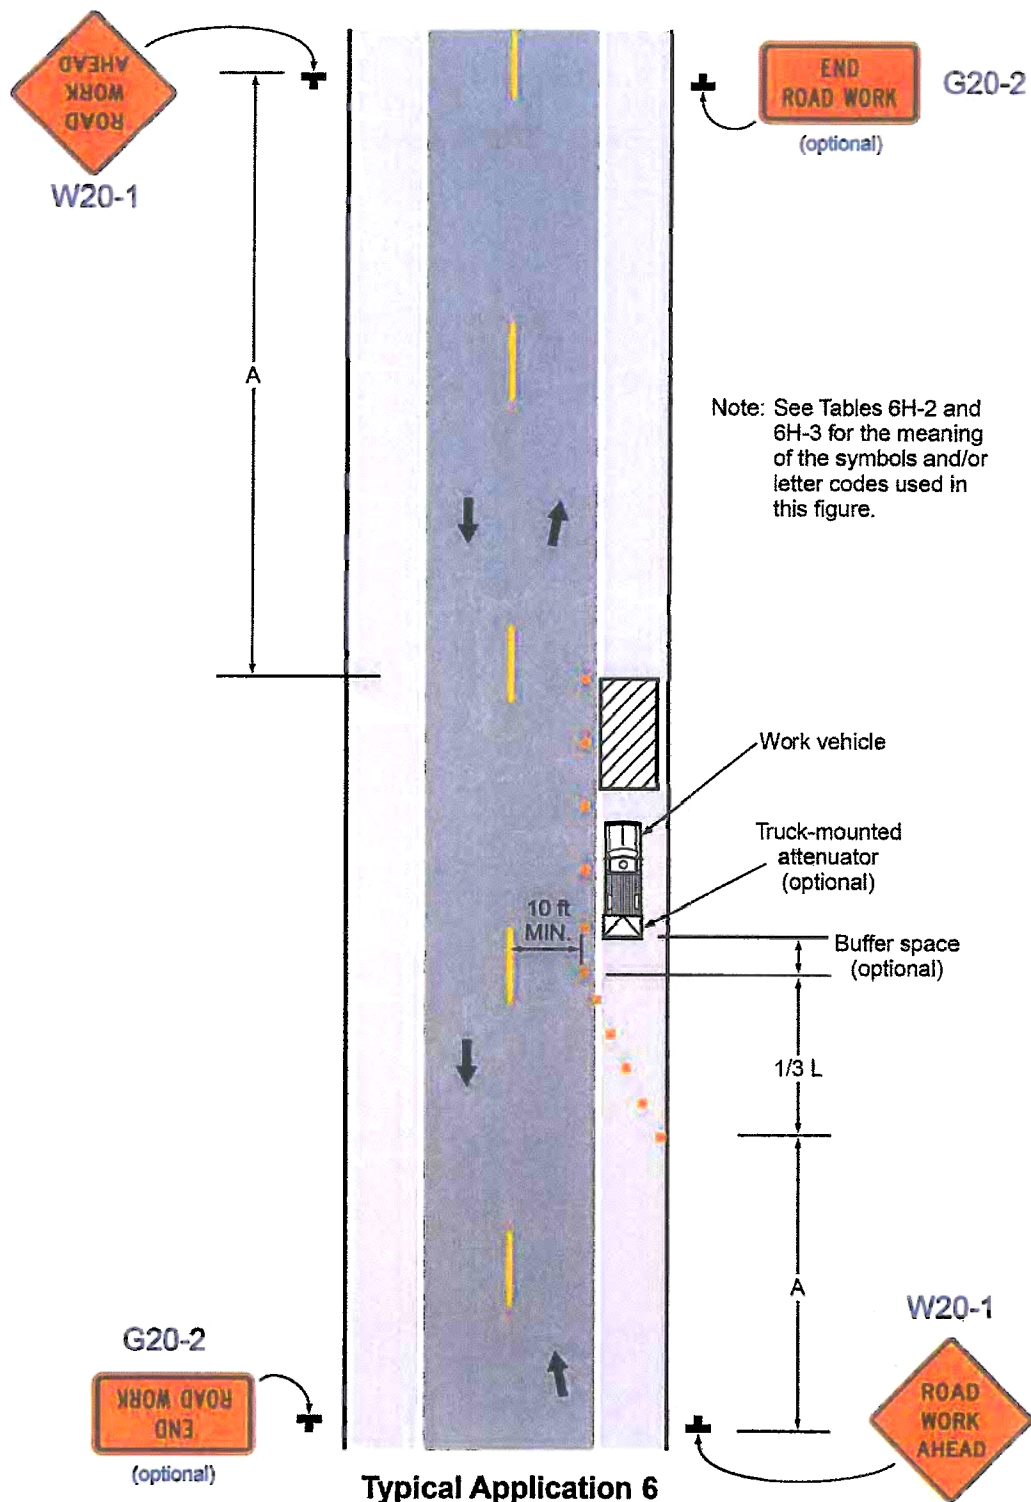 ROAD
WORK
AHEAD
W20-1
END
ROAD WORK
(optional)
G20-2
A
Note: See Tables 6H-2 and
6H-3 for the meaning
of the symbols and/or
letter codes used in
this figure.
Work vehicle
Truck-mounted
attenuator
(optional)
10 ft
MIN.
Buffer space
(optional)
1/3 L
A
W20-1
ROAD
WORK
AHEAD
G20-2
END
ROAD WORK
(optional)
Typical Application 6